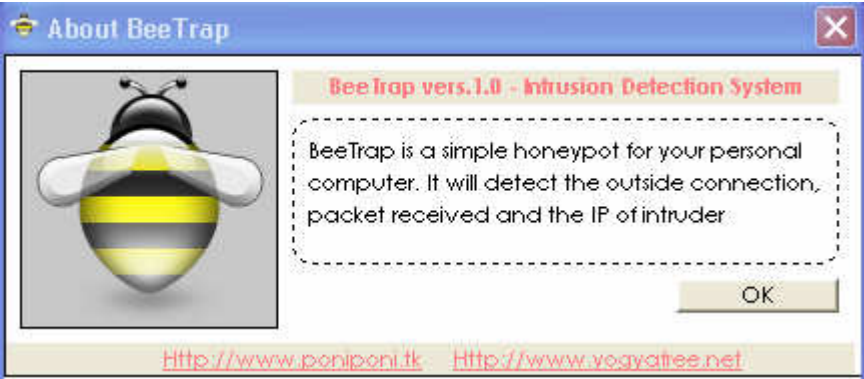 About BeeTrap
BeeTrap vers.1.0 - Intrusion Detection System
BeeTrap is a simple honeypot for your personal
computer. It will detect the outside connection,
packet received and the IP of intruder
OK
Http://www.poniponi.tk Http://www.yogyafree.net